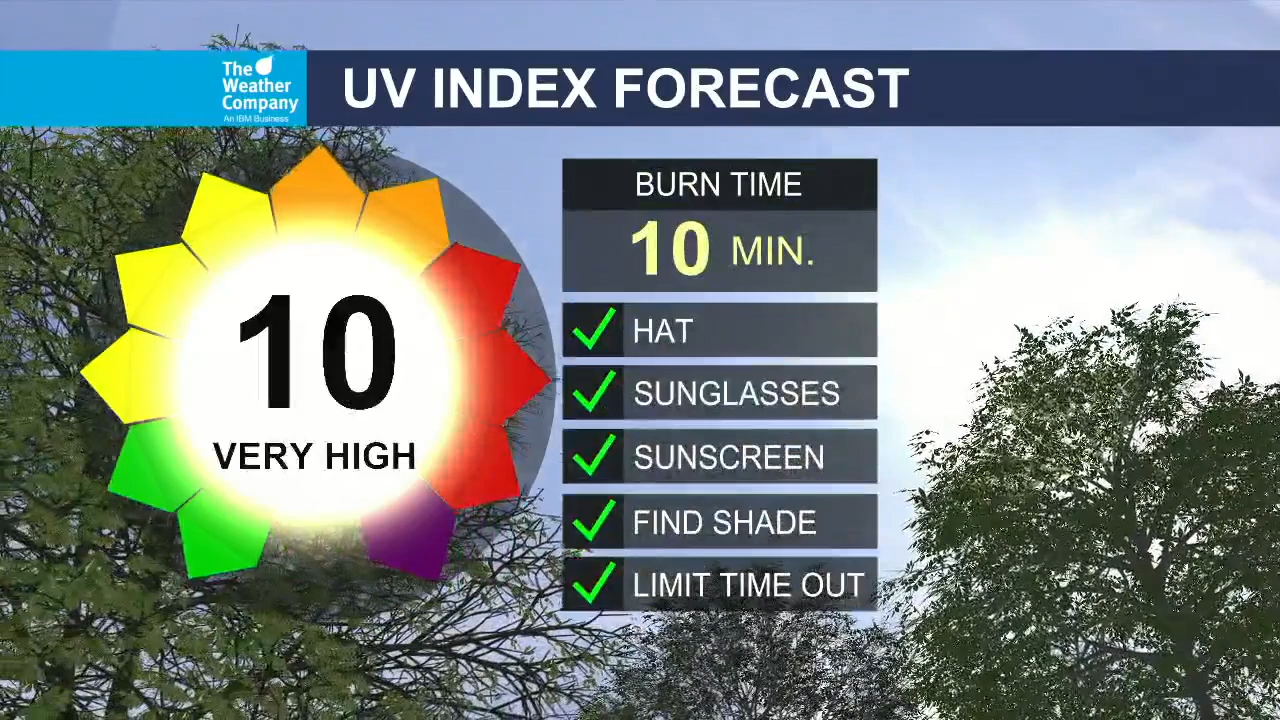 The
Weather
Company
An IBM Business
UV INDEX FORECAST
10
VERY HIGH
BURN TIME
10 MIN.
HAT
SUNGLASSES
SUNSCREEN
FIND SHADE
LIMIT TIME OUT